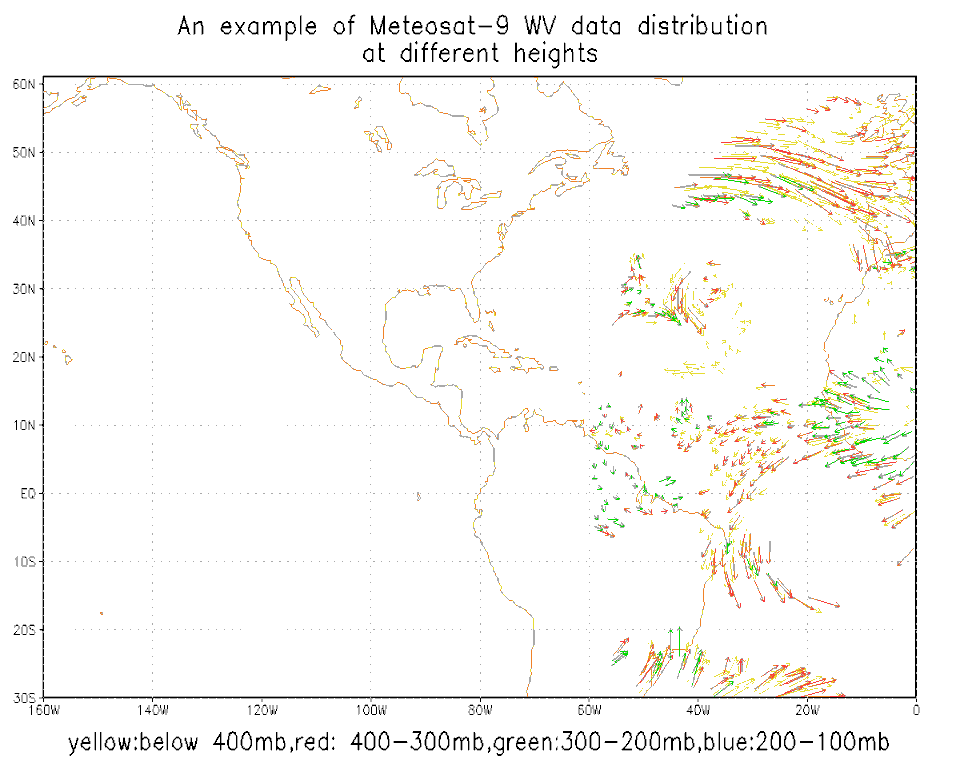 An example of Meteosat-9 WV data distribution
at different heights
60N
50N
40N
30N
20N
10N
EQ
10S
20S
30S
160W 140W 120W 100W 80W 60W 40W 20W 0
yellow:below 400mb,red: 400-300mb,green:300-200mb,blue:200-100mb